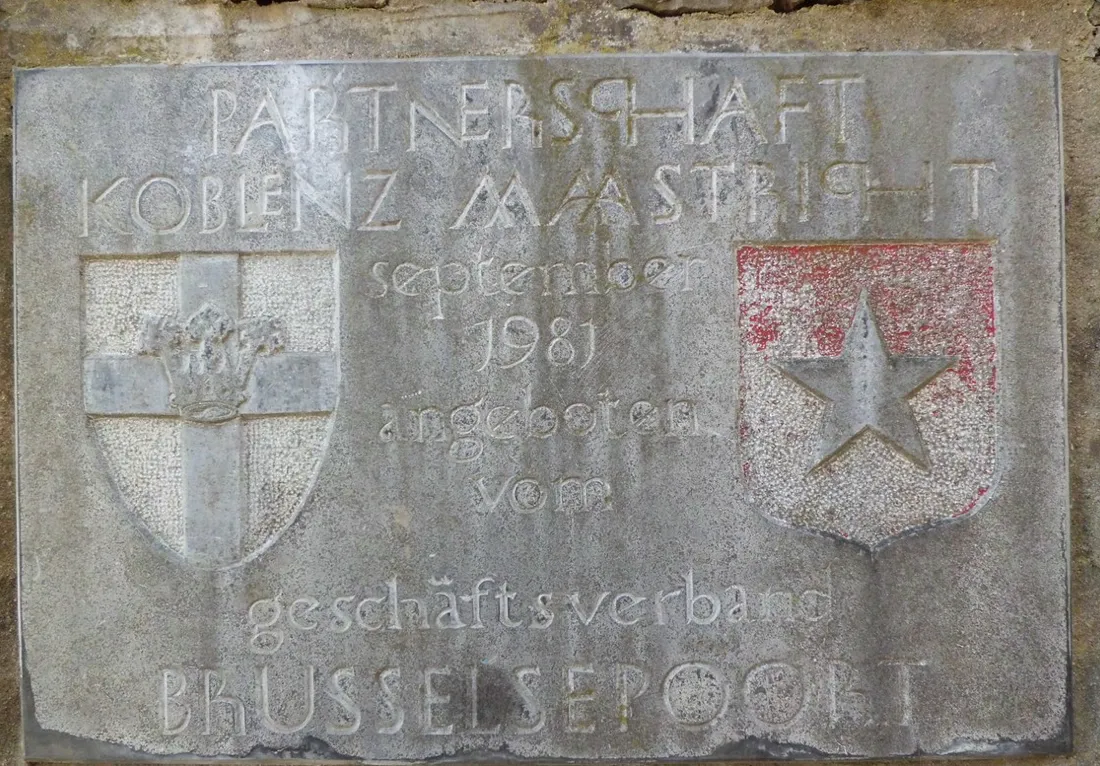 PARTNERSCHAFT
KOBLENZ MAASTRICHT
september
1981
angeboten
vom
geschäftsverband
BRUSSELSEPOORT